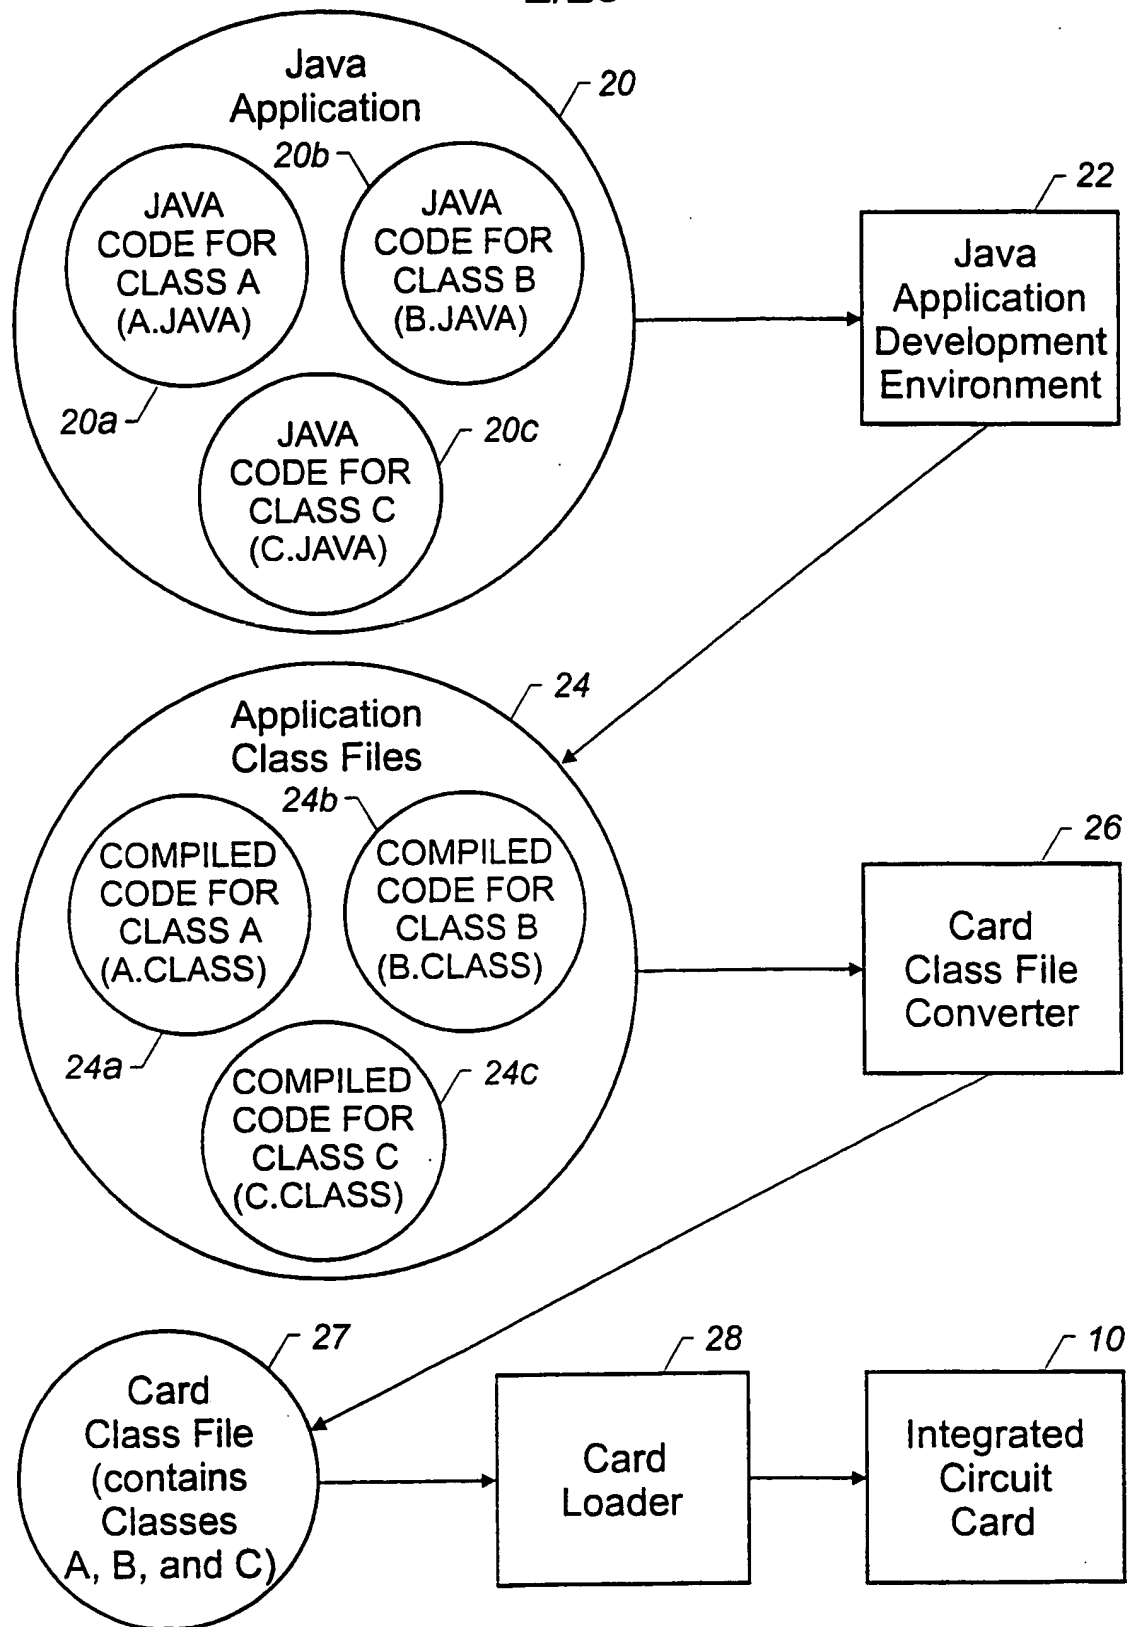 Java
Application
20
20b
JAVA
CODE FOR
CLASS A
(A.JAVA)
JAVA
CODE FOR
CLASS B
(B.JAVA)
20a
JAVA
CODE FOR
CLASS C
(C.JAVA)
20c
22
Java
Application
Development
Environment
24
Application
Class Files
24b
COMPILED
CODE FOR
CLASS A
(A.CLASS)
COMPILED
CODE FOR
CLASS B
(B.CLASS)
24a
COMPILED
CODE FOR
CLASS C
(C.CLASS)
24c
26
Card
Class File
Converter
27
Card
Class File
(contains
Classes
A, B, and C)
28
Card
Loader
10
Integrated
Circuit
Card